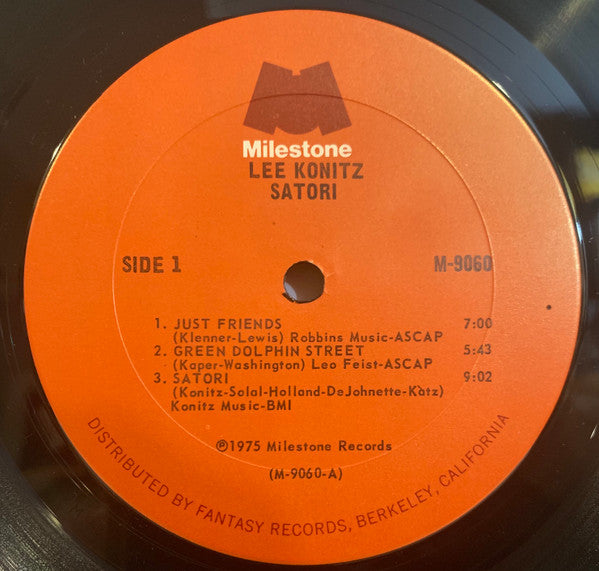 Milestone
LEE KONITZ
SATORI
SIDE 1
M-9060
1. JUST FRIENDS 7:00
(Klenner-Lewis) Robbins Music-ASCAP
2. GREEN DOLPHIN STREET 5:43
(Kaper-Washington) Leo Feist-ASCAP
3. SATORI 9:02
(Konitz-Solal-Holland-DeJohnette-Katz)
Konitz Music-BMI
℗1975 Milestone Records
(M-9060-A)
DISTRIBUTED BY FANTASY RECORDS, BERKELEY, CALIFORNIA